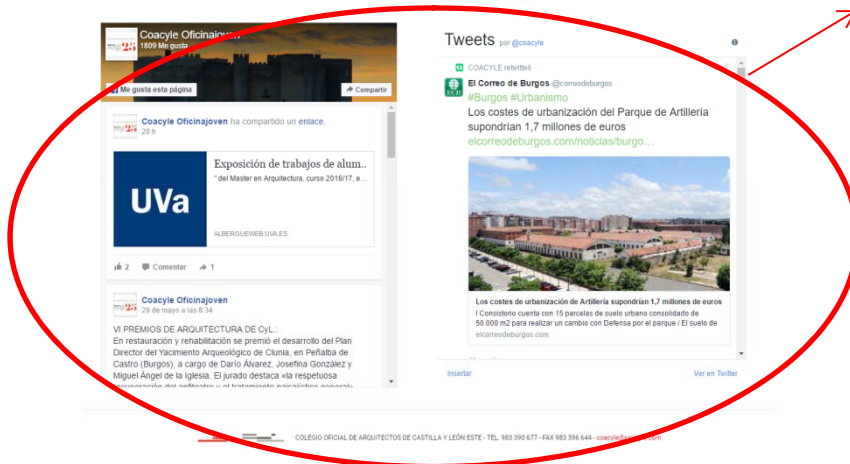 Coacyle Oficinajoven
1809 Me gusta
Me gusta esta página
Compartir
Coacyle Oficinajoven ha compartido un enlace.
20 h
UVa
Exposición de trabajos de alum..
" del Master en Arquitectura, curso 2016/17, e...
ALBERGUEWEB.UVA.ES
2 Comentar 1
Coacyle Oficinajoven
29 de mayo a las 8:34
VI PREMIOS DE ARQUITECTURA DE CyL.:
En restauración y rehabilitación se premió el desarrollo del Plan
Director del Yacimiento Arqueológico de Clunia, en Peñalba de
Castro (Burgos), a cargo de Darío Álvarez, Josefina González y
Miguel Ángel de la Iglesia. El jurado destaca «la respetuosa
recuperación del anfiteatro y el tratamiento paisajístico general»
Tweets por @coacyle
COACYLE retwitteó
El Correo de Burgos @correodeburgos
#Burgos #Urbanismo
Los costes de urbanización del Parque de Artillería
supondrían 1,7 millones de euros
elcorreodeburgos.com/noticias/burgo…
Los costes de urbanización de Artillería supondrían 1,7 millones de euros
l Consistorio cuenta con 15 parcelas de suelo urbano consolidado de
50.000 m2 para realizar un cambio con Defensa por el parque / El suelo de
elcorreodeburgos.com
Insertar
Ver en Twitter
COLEGIO OFICIAL DE ARQUITECTOS DE CASTILLA Y LEÓN ESTE - TEL. 983 390 677 - FAX 983 396 644 -